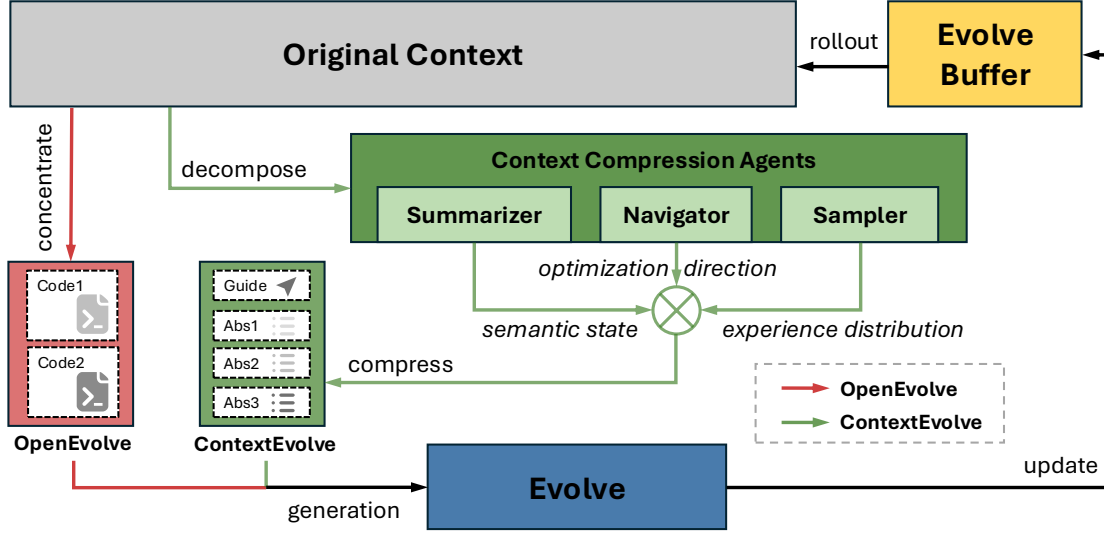 Original Context
rollout
Evolve
Buffer
concentrate
decompose
Context Compression Agents
Summarizer
Navigator
Sampler
optimization direction
semantic state
experience distribution
Code1
Code2
OpenEvolve
Guide
Abs1
Abs2
Abs3
ContextEvolve
compress
OpenEvolve
ContextEvolve
generation
Evolve
update